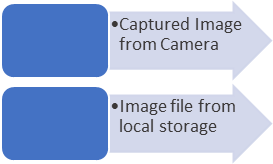 •Captured Image
from Camera
•Image file from
local storage